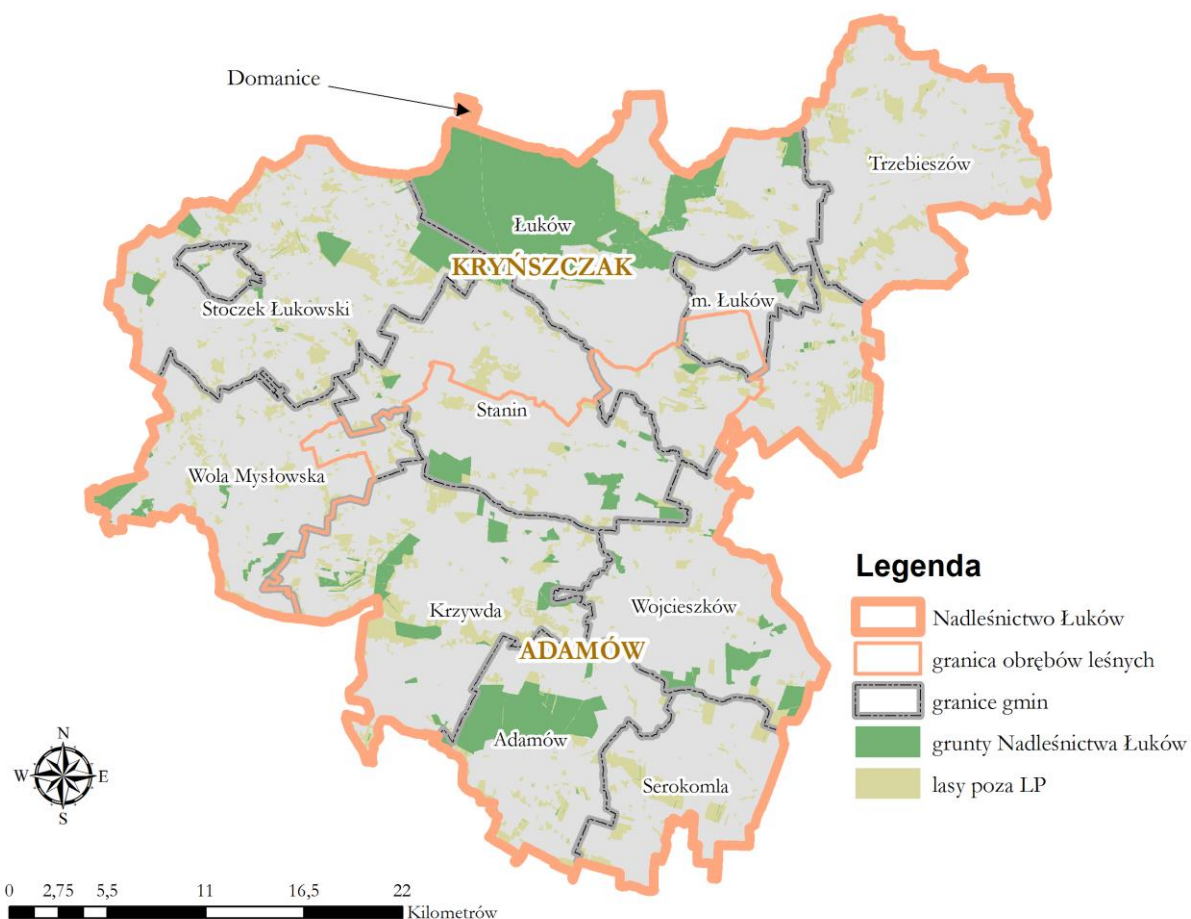 Domanice
Trzebieszów
Łuków
KRYŃSZCZAK
m. Łuków
Stoczek Łukowski
Stanin
Wola Mysłowska
Krzywda
Wojcieszków
ADAMÓW
Adamów
Serokomla
Legenda
Nadleśnictwo Łuków
granica obrębów leśnych
granice gmin
grunty Nadleśnictwa Łuków
lasy poza LP
N
W E
S
0 2,75 5,5 11 16,5 22
Kilometrów